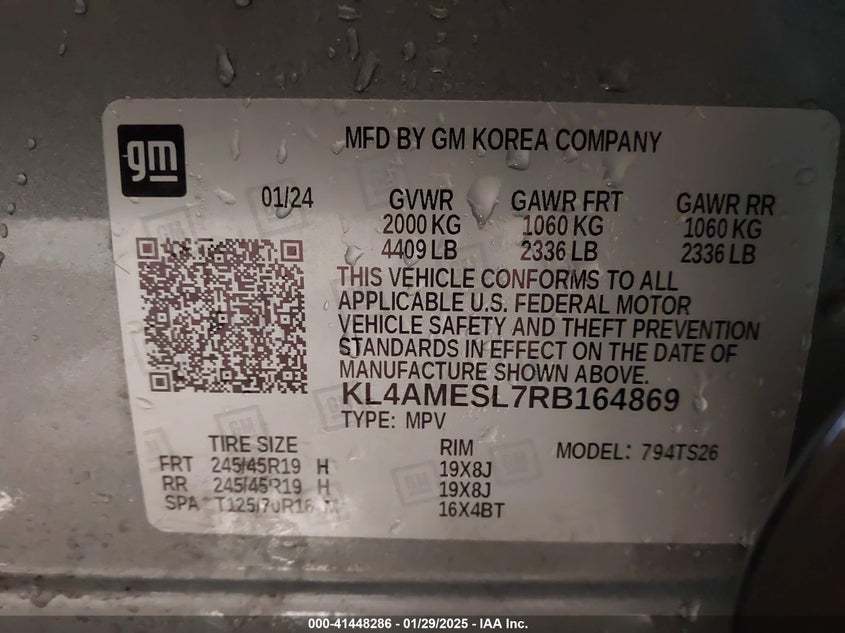 gm
MFD BY GM KOREA COMPANY
01/24 GVWR GAWR FRT GAWR RR
2000 KG 1060 KG 1060 KG
4409 LB 2336 LB 2336 LB
THIS VEHICLE CONFORMS TO ALL
APPLICABLE U.S. FEDERAL MOTOR
VEHICLE SAFETY AND THEFT PREVENTION
STANDARDS IN EFFECT ON THE DATE OF
MANUFACTURE SHOWN ABOVE.
KL4AMESL7RB164869
TYPE: MPV
TIRE SIZE RIM MODEL: 794TS26
FRT 245/45R19 H 19X8J
RR 245/45R19 H 19X8J
SPA T125/70R16 M 16X4BT
000-41448286 - 01/29/2025 - IAA Inc.